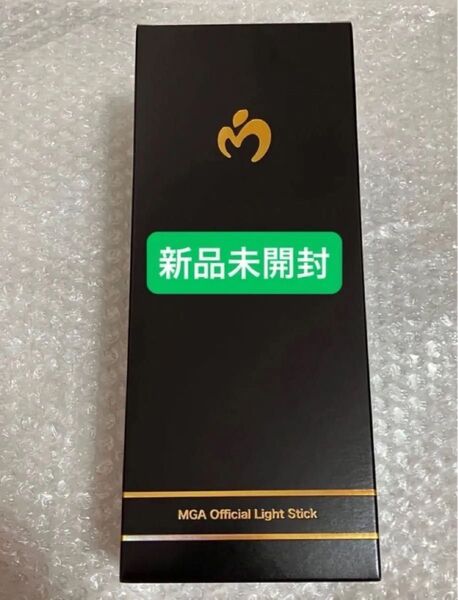 新品未開封
MGA Official Light Stick